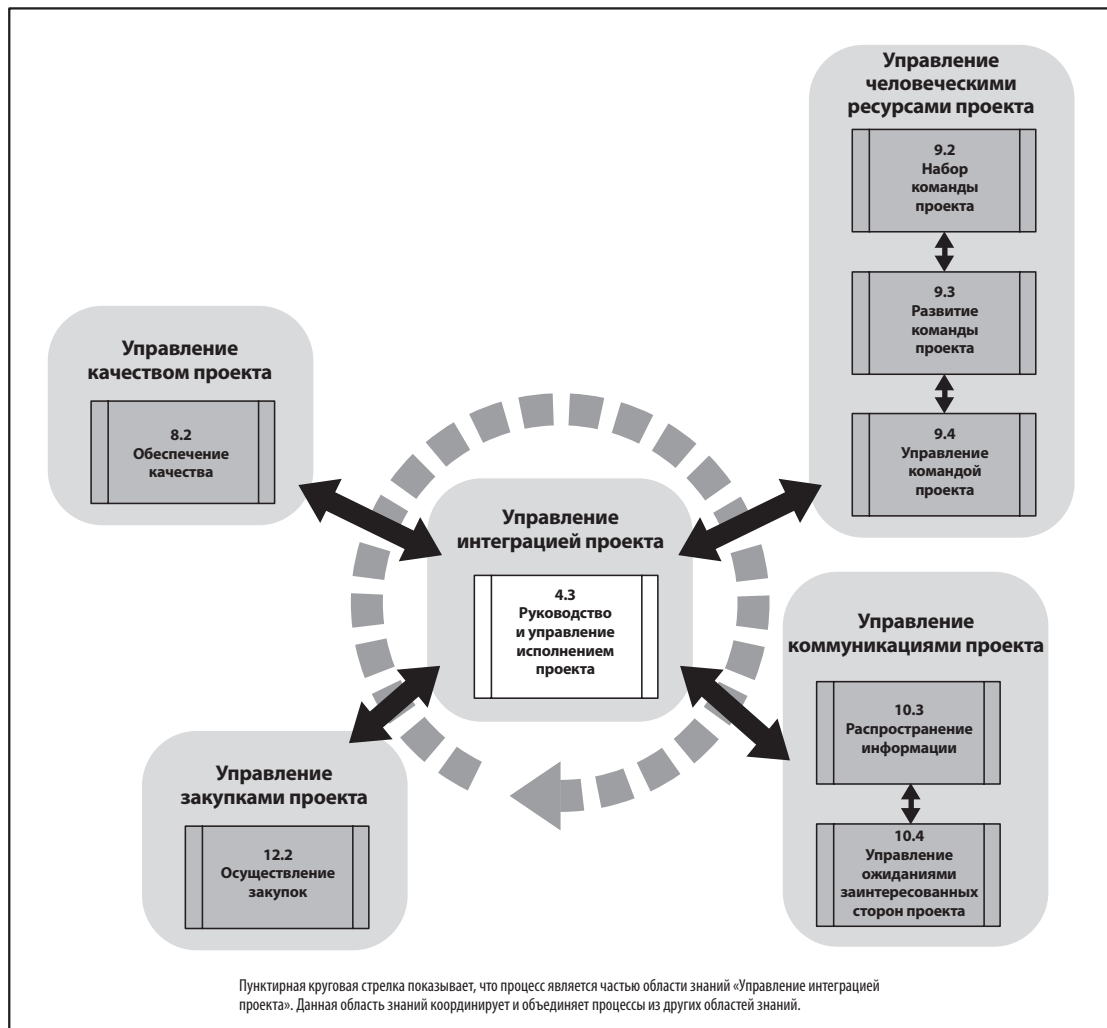 Управление
человеческими
ресурсами проекта
9.2
Набор
команды
проекта
9.3
Развитие
команды
проекта
9.4
Управление
командой
проекта
Управление
качеством проекта
8.2
Обеспечение
качества
Управление
интеграцией проекта
4.3
Руководство
и управление
исполнением
проекта
Управление
коммуникациями проекта
10.3
Распространение
информации
10.4
Управление
ожиданиями
заинтересованных
сторон проекта
Управление
закупками проекта
12.2
Осуществление
закупок
Пунктирная круговая стрелка показывает, что процесс является частью области знаний «Управление интеграцией
проекта». Данная область знаний координирует и объединяет процессы из других областей знаний.